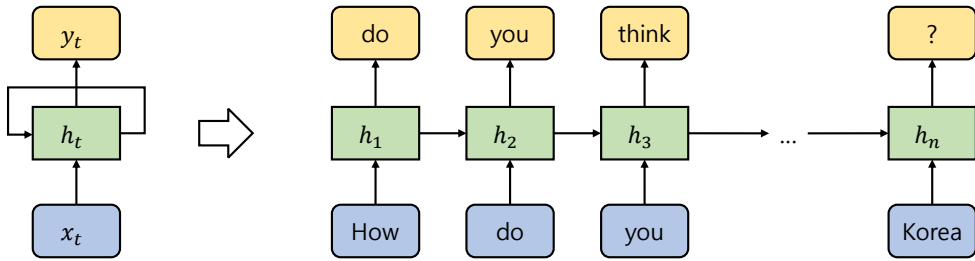 y_t do you think ?
h_t h_1 h_2 h_3 ... h_n
x_t How do you Korea